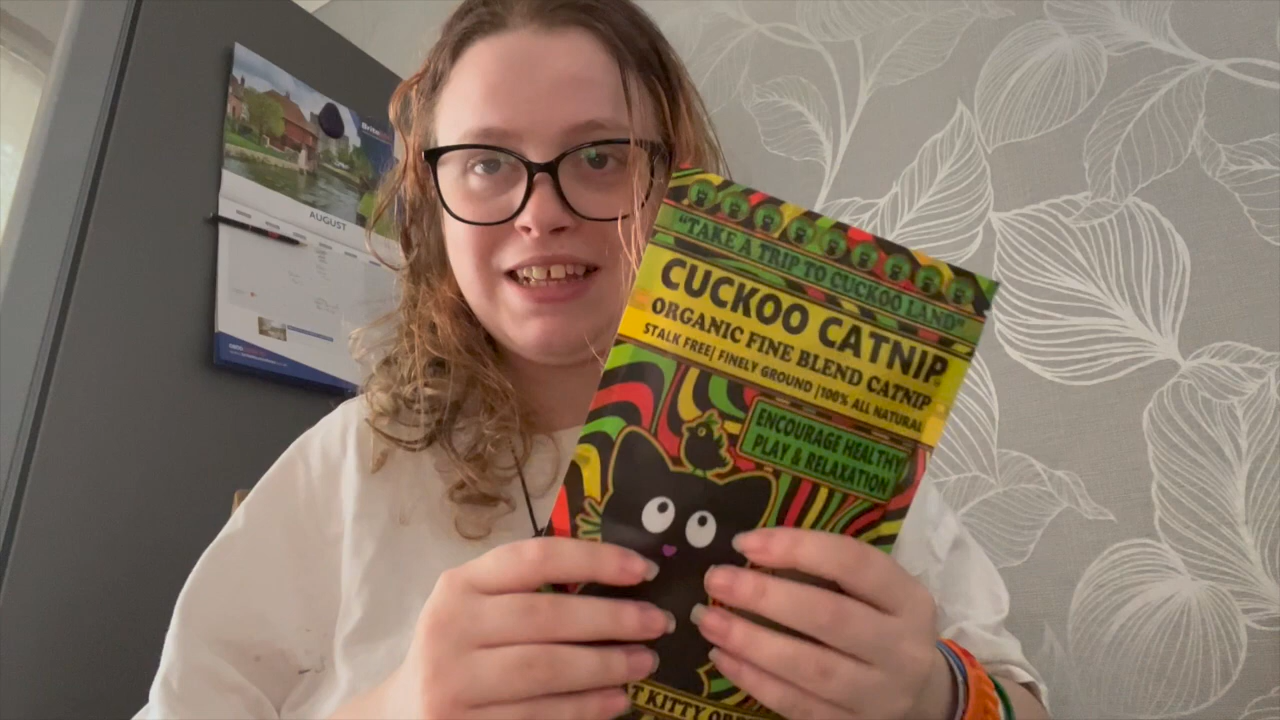 AUGUST
"TAKE A TRIP TO CUCKOO LAND"
CUCKOO CATNIP
ORGANIC FINE BLEND CATNIP
STALK FREE| FINELY GROUND |100% ALL NATURAL
ENCOURAGE HEALTHY
PLAY & RELAXATION
KITTY